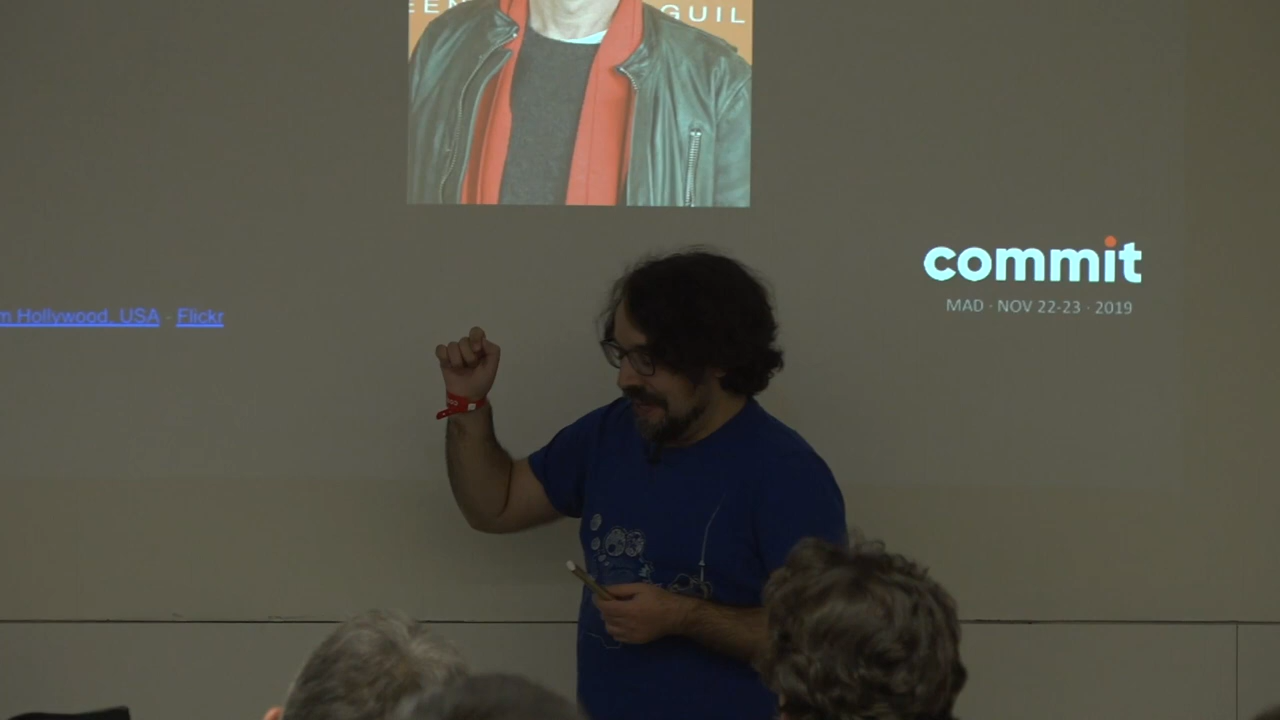 EEN GUIL
commit
MAD · NOV 22-23 · 2019
m Hollywood, USA - Flickr